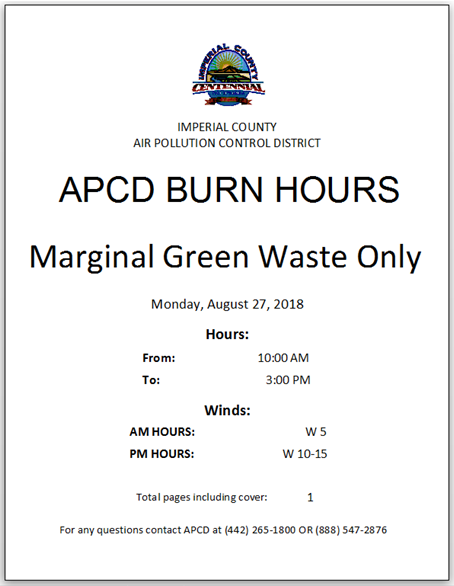 IMPERIAL COUNTY
CENTENNIAL
IMPERIAL COUNTY
AIR POLLUTION CONTROL DISTRICT
APCD BURN HOURS
Marginal Green Waste Only
Monday, August 27, 2018
Hours:
From: 10:00 AM
To: 3:00 PM
Winds:
AM HOURS: W 5
PM HOURS: W 10-15
Total pages including cover: 1
For any questions contact APCD at (442) 265-1800 OR (888) 547-2876